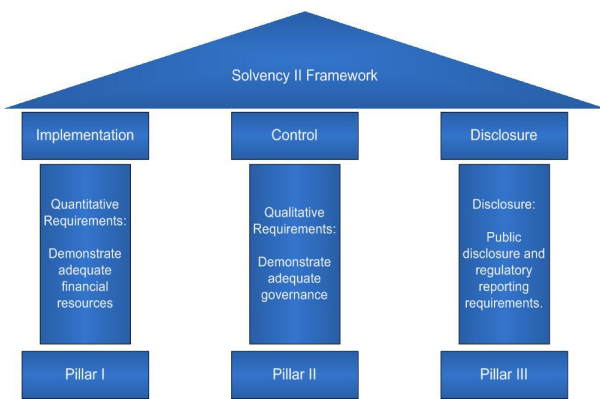 Solvency II Framework
Implementation
Control
Disclosure
Quantitative
Requirements:
Demonstrate
adequate
financial
resources
Qualitative
Requirements:
Demonstrate
adequate
governance
Disclosure:
Public
disclosure and
regulatory
reporting
requirements.
Pillar I
Pillar II
Pillar III